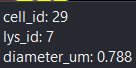 cell_id: 29
lys_id: 7
diameter_um: 0.788